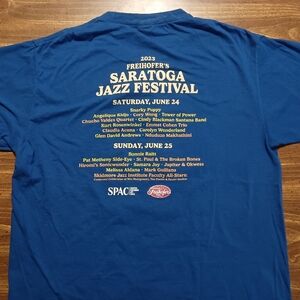 2023
FREIHOFER'S
SARATOGA
JAZZ FESTIVAL
SATURDAY, JUNE 24
Snarky Puppy
Angelique Kidjo · Cory Wong · Tower of Power
Chucho Valdés Quartet · Cindy Blackman Santana Band
Kurt Rosenwinkel · Emmet Cohen Trio
Claudia Acuña · Carolyn Wonderland
Glen David Andrews · Nduduzo Makhathini
SUNDAY, JUNE 25
Bonnie Raitt
Pat Metheny Side-Eye · St. Paul & The Broken Bones
Hiromi's Sonicwonder · Samara Joy · Jupiter & Okwess
Melissa Aldana · Mark Guiliana
Skidmore Jazz Institute Faculty All-Stars
SPAC
Freihofer's